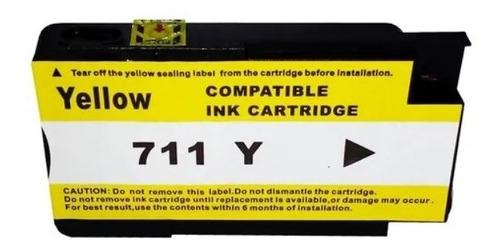 ▲ Tear off the yellow sealing label from the cartridge before installation.
Yellow
COMPATIBLE
INK CARTRIDGE
711 Y ▶
CAUTION: Do not remove this label.Do not dismantle the cartridge.
Do not remove ink cartridge until replacement is available,or damage may occur.
For best result,use the contents within 6 months of installation.